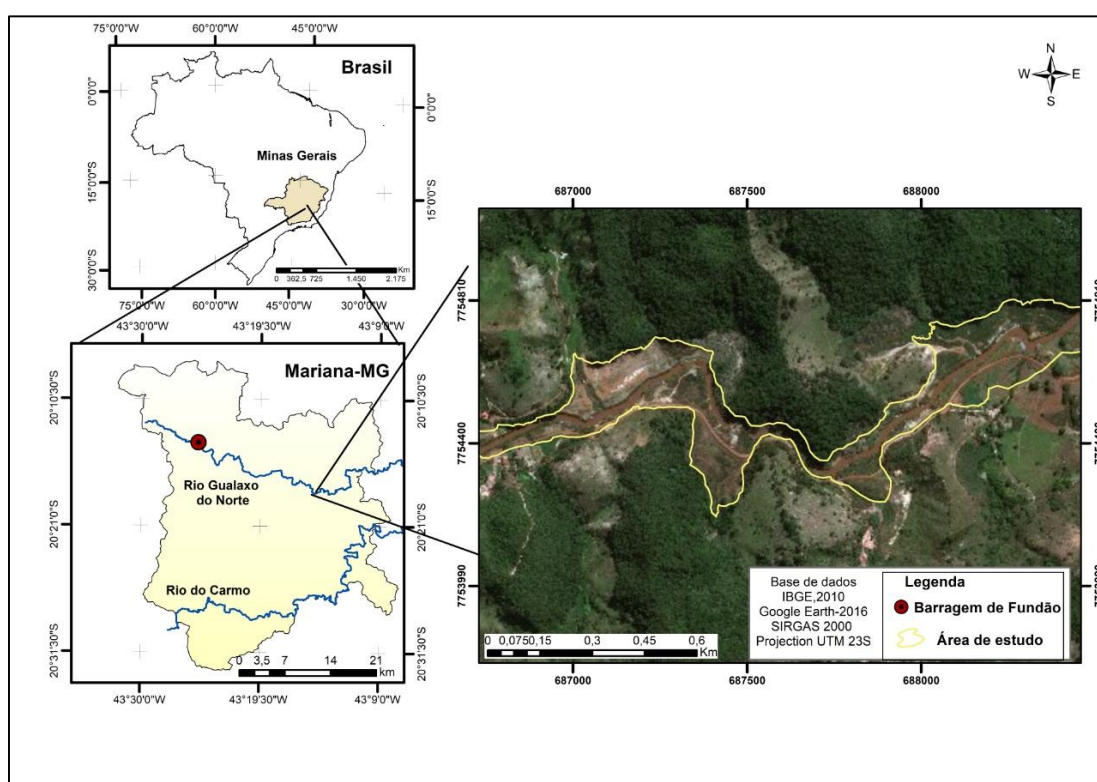 75°0'0"W 60°0'0"W 45°0'0"W
Brasil
0°0'0"
0°0'0"
Minas Gerais
15°0'0"S
15°0'0"S
30°0'0"S
Km
0 362,5 725 1.450 2.175
75°0'0"W 60°0'0"W 45°0'0"W 30°0'0"W
43°30'0"W 43°19'30"W 43°9'0"W
Mariana-MG
20°10'30"S
20°10'30"S
Rio Gualaxo
do Norte
20°21'0"S
20°21'0"S
Rio do Carmo
20°31'30"S
20°31'30"S
0 3,5 7 14 21
km
43°30'0"W 43°19'30"W 43°9'0"W
N
W E
S
687000 687500 688000
7754810
7754810
7754400
7754400
7753990
7753990
0 0,075 0,15 0,3 0,45 0,6
Km
Base de dados
IBGE,2010
Google Earth-2016
SIRGAS 2000
Projection UTM 23S
Legenda
Barragem de Fundão
Área de estudo
687000 687500 688000